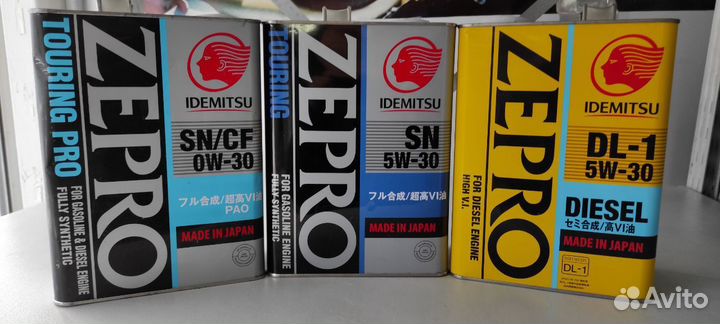 TOURING PRO
ZEPRO
IDEMITSU
SN/CF
0W-30
フル合成/超高VI油
PAO
MADE IN JAPAN
FOR GASOLINE & DIESEL ENGINE
FULLY SYNTHETIC
TOURING
ZEPRO
IDEMITSU
SN
5W-30
フル合成/超高VI油
MADE IN JAPAN
FOR GASOLINE ENGINE
FULLY SYNTHETIC
ZEPRO
IDEMITSU
DL-1
5W-30
DIESEL
セミ合成/高VI油
MADE IN JAPAN
FOR DIESEL ENGINE
HIGH V.I.
DL-1
Avito